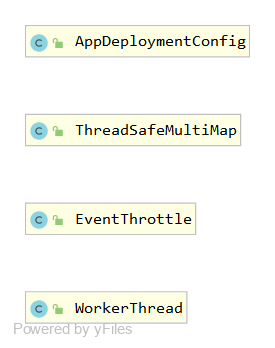 AppDeploymentConfig
ThreadSafeMultiMap
EventThrottle
WorkerThread
Powered by yFiles